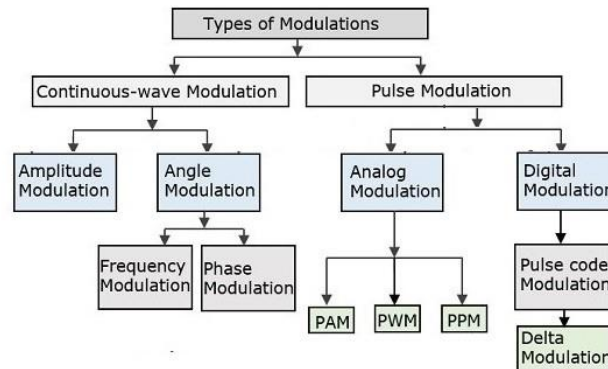 Types of Modulations
Continuous-wave Modulation
Pulse Modulation
Amplitude
Modulation
Angle
Modulation
Analog
Modulation
Digital
Modulation
Frequency
Modulation
Phase
Modulation
Pulse code
Modulation
PAM
PWM
PPM
Delta
Modulation